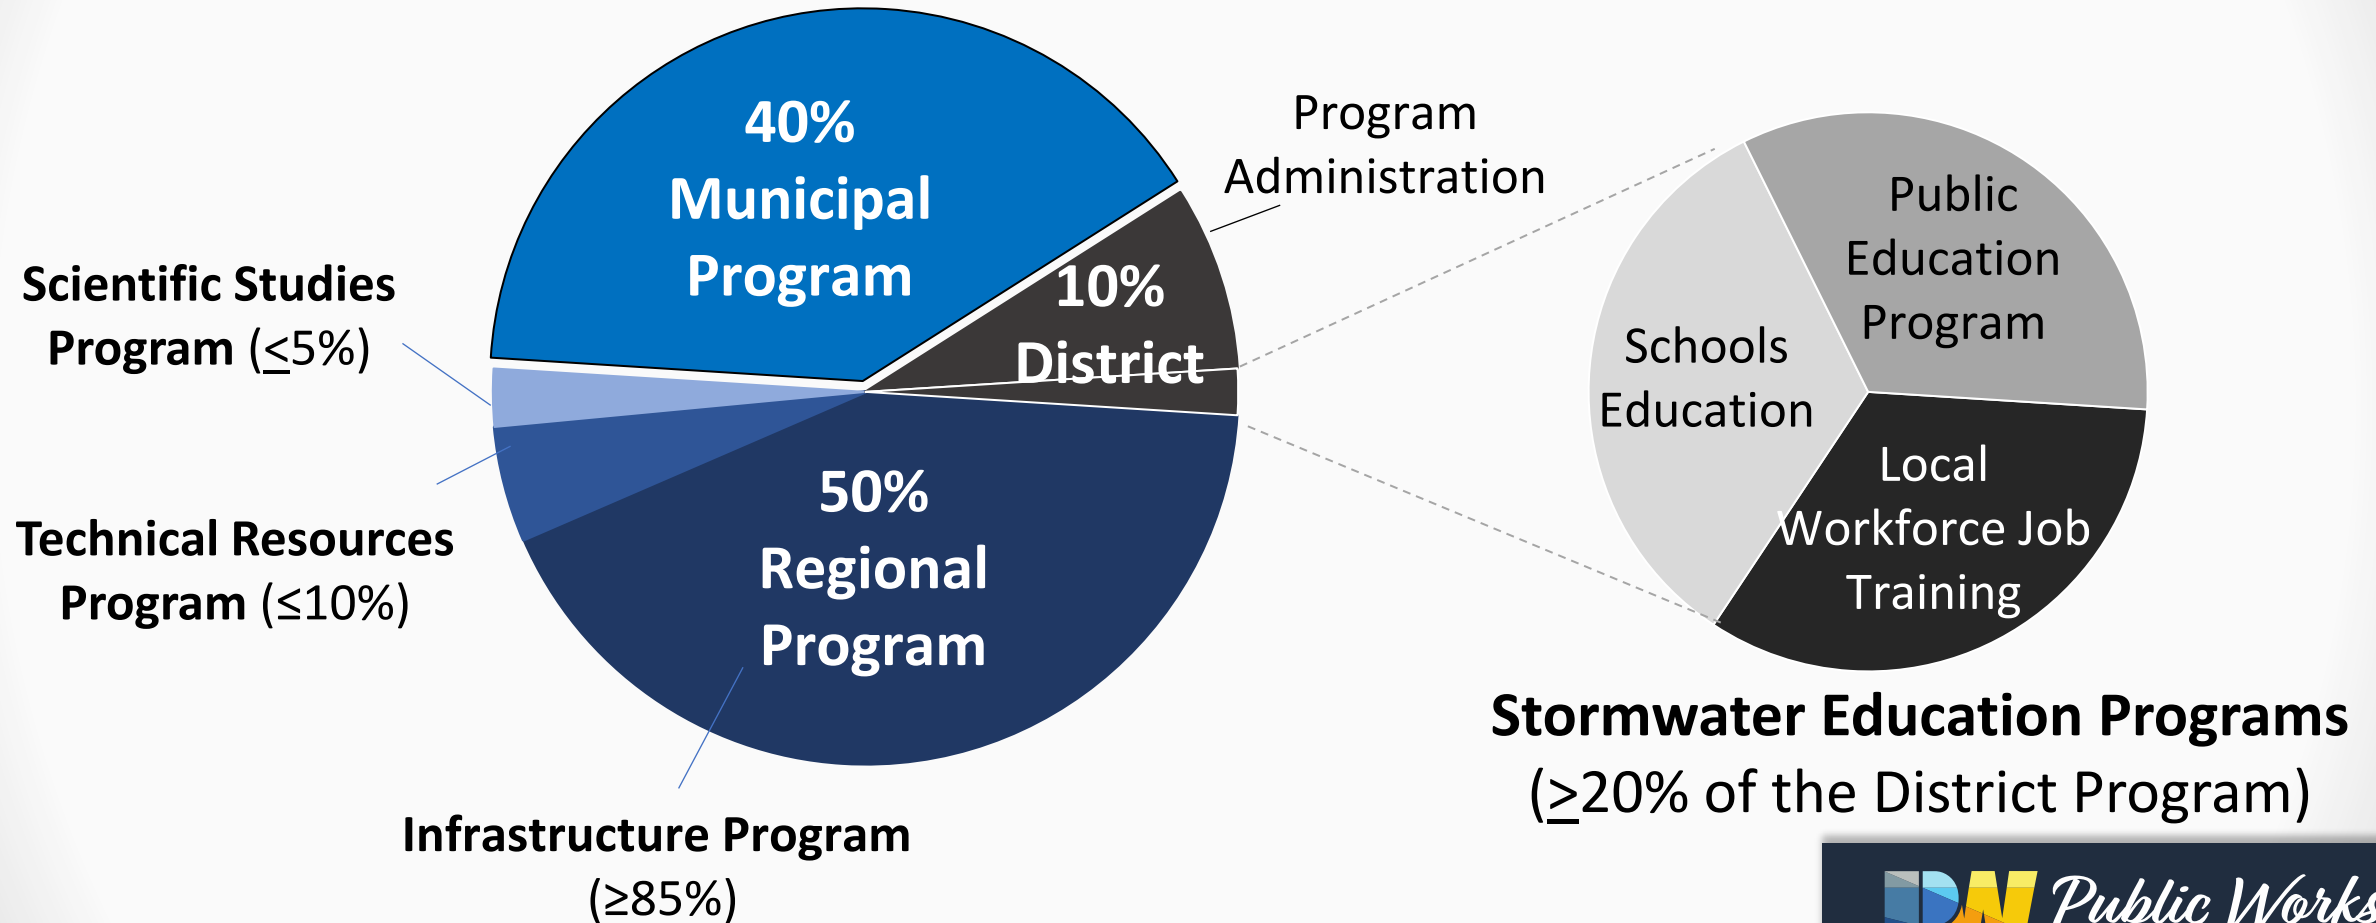 40%
Municipal
Program
Program
Administration
10%
District
Scientific Studies
Program (≤5%)
Technical Resources
Program (≤10%)
50%
Regional
Program
Infrastructure Program
(≥85%)
Public
Education
Program
Schools
Education
Local
Workforce Job
Training
Stormwater Education Programs
(≥20% of the District Program)
PW Public Works